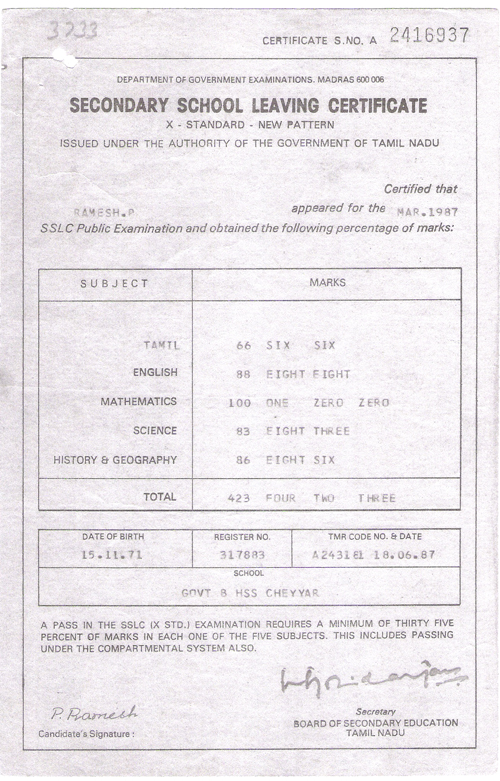 3233
CERTIFICATE S.NO. A 2416937
DEPARTMENT OF GOVERNMENT EXAMINATIONS. MADRAS 600 006
SECONDARY SCHOOL LEAVING CERTIFICATE
X - STANDARD - NEW PATTERN
ISSUED UNDER THE AUTHORITY OF THE GOVERNMENT OF TAMIL NADU
Certified that
RAMESH.P appeared for the MAR.1987
SSLC Public Examination and obtained the following percentage of marks:
SUBJECT MARKS
TAMIL 66 SIX SIX
ENGLISH 88 EIGHT EIGHT
MATHEMATICS 100 ONE ZERO ZERO
SCIENCE 83 EIGHT THREE
HISTORY & GEOGRAPHY 86 EIGHT SIX
TOTAL 423 FOUR TWO THREE
DATE OF BIRTH REGISTER NO. TMR CODE NO. & DATE
15.11.71 317883 A243181 18.06.87
SCHOOL
GOVT B HSS CHEYYAR
A PASS IN THE SSLC (X STD.) EXAMINATION REQUIRES A MINIMUM OF THIRTY FIVE
PERCENT OF MARKS IN EACH ONE OF THE FIVE SUBJECTS. THIS INCLUDES PASSING
UNDER THE COMPARTMENTAL SYSTEM ALSO.
P. Ramesh
Candidate's Signature :
Secretary
BOARD OF SECONDARY EDUCATION
TAMIL NADU